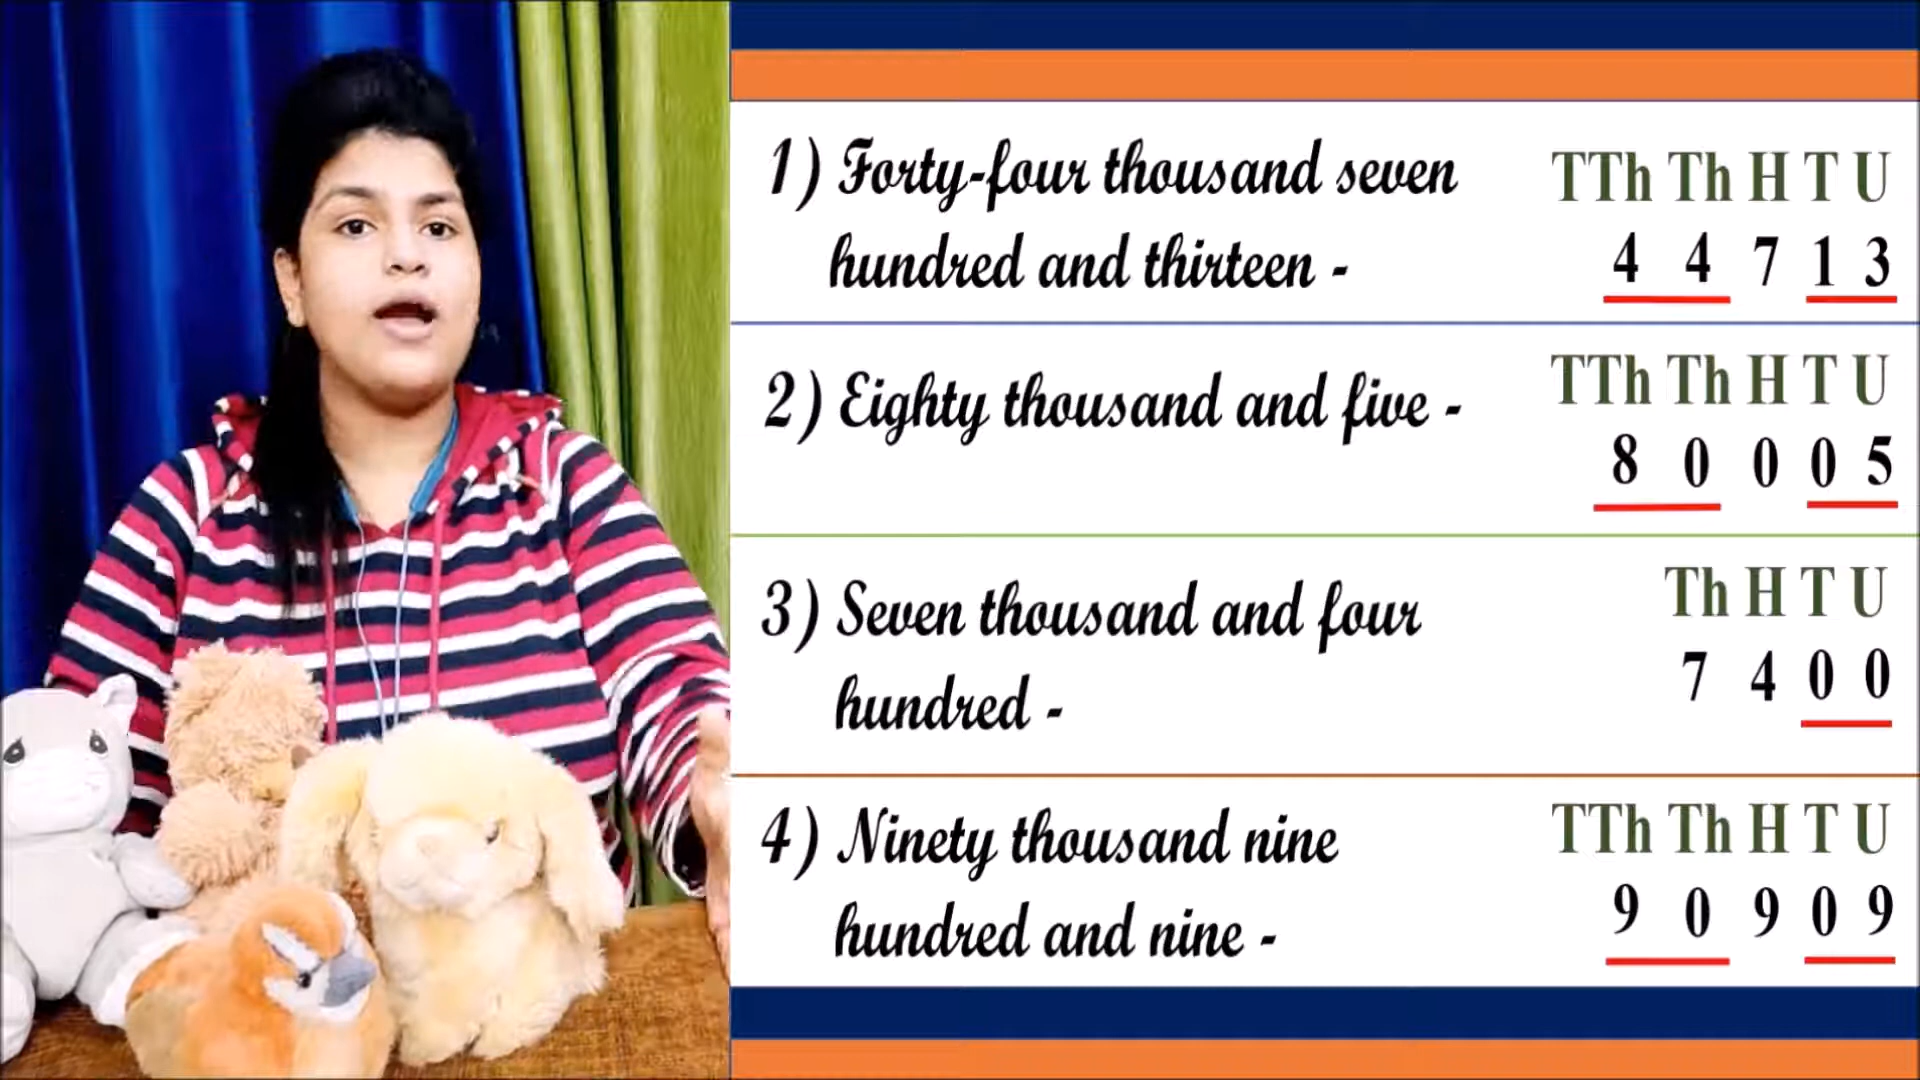 1) Forty-four thousand seven
hundred and thirteen -
TTh Th H T U
4 4 7 1 3
2) Eighty thousand and five -
TTh Th H T U
8 0 0 0 5
3) Seven thousand and four
hundred -
Th H T U
7 4 0 0
4) Ninety thousand nine
hundred and nine -
TTh Th H T U
9 0 9 0 9